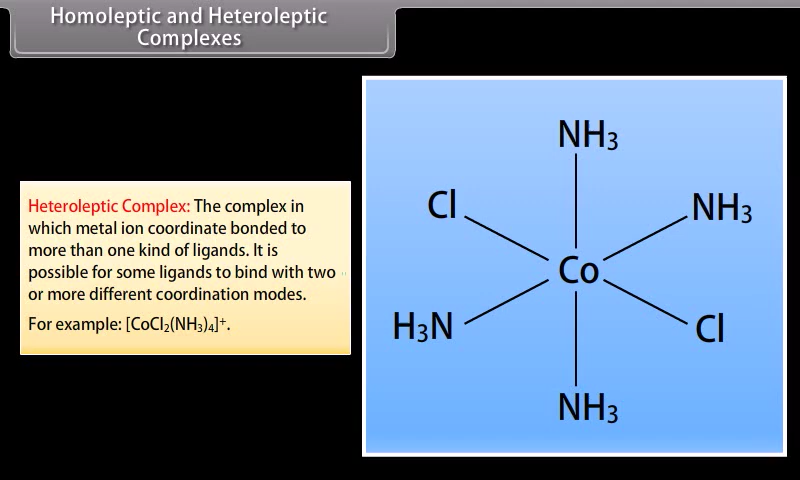 Homoleptic and Heteroleptic
Complexes
Heteroleptic Complex: The complex in
which metal ion coordinate bonded to
more than one kind of ligands. It is
possible for some ligands to bind with two
or more different coordination modes.
For example: [CoCl₂(NH₃)₄]⁺.
NH₃
Cl
NH₃
Co
H₃N
Cl
NH₃